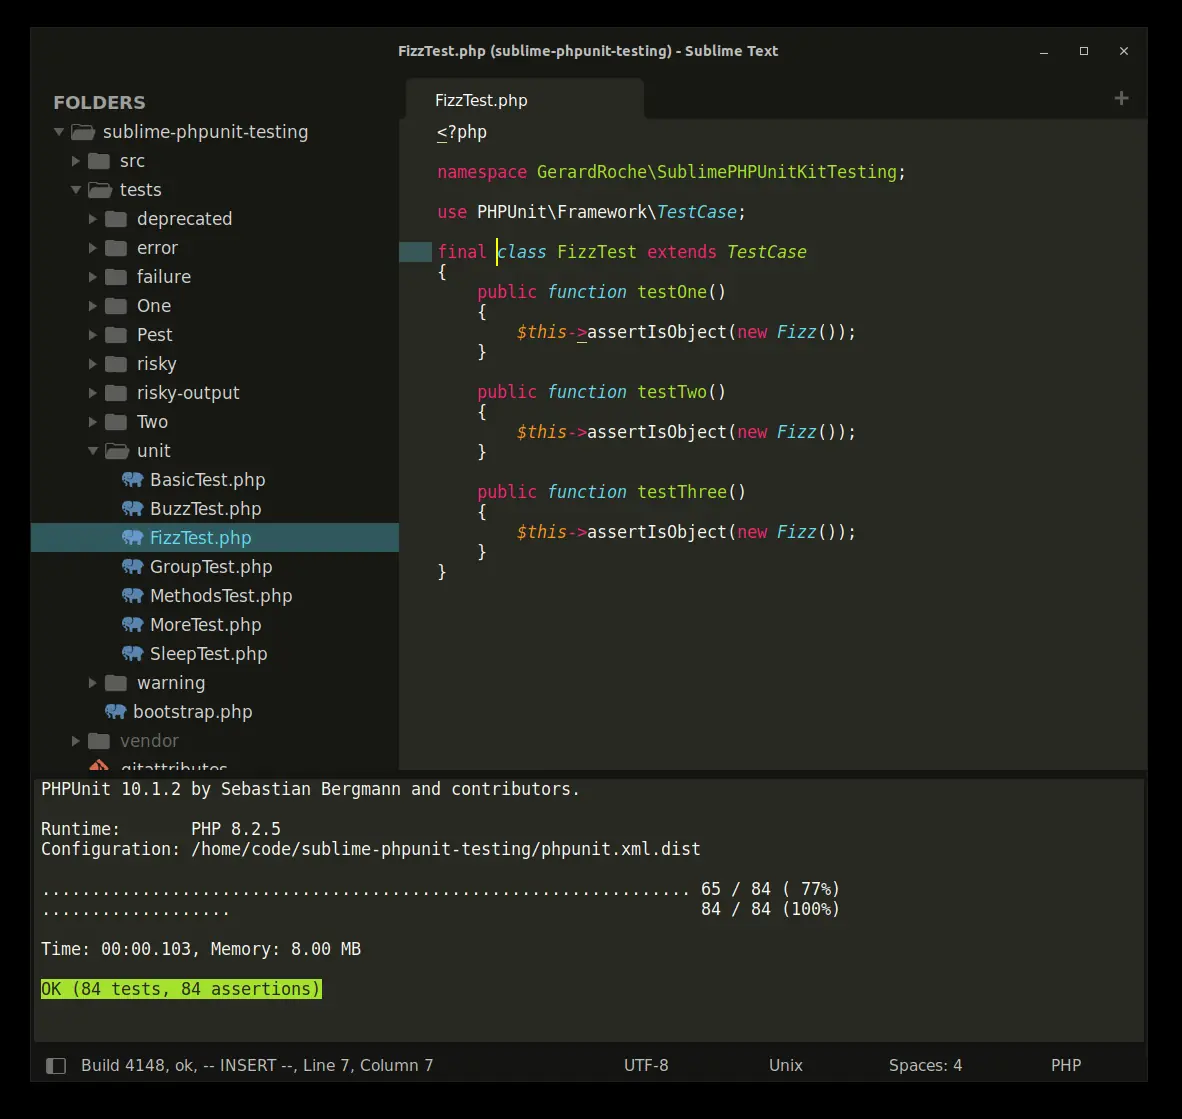 FizzTest.php (sublime-phpunit-testing) - Sublime Text
FOLDERS
sublime-phpunit-testing
src
tests
deprecated
error
failure
One
Pest
risky
risky-output
Two
unit
BasicTest.php
BuzzTest.php
FizzTest.php
GroupTest.php
MethodsTest.php
MoreTest.php
SleepTest.php
warning
bootstrap.php
vendor
.gitattributes
FizzTest.php
<?php
namespace GerardRoche\SublimePHPUnitKitTesting;
use PHPUnit\Framework\TestCase;
final class FizzTest extends TestCase
{
    public function testOne()
    {
        $this->assertIsObject(new Fizz());
    }
    public function testTwo()
    {
        $this->assertIsObject(new Fizz());
    }
    public function testThree()
    {
        $this->assertIsObject(new Fizz());
    }
}
PHPUnit 10.1.2 by Sebastian Bergmann and contributors.
Runtime:       PHP 8.2.5
Configuration: /home/code/sublime-phpunit-testing/phpunit.xml.dist
................................................................. 65 / 84 ( 77%)
...................                                               84 / 84 (100%)
Time: 00:00.103, Memory: 8.00 MB
OK (84 tests, 84 assertions)
Build 4148, ok, -- INSERT --, Line 7, Column 7
UTF-8
Unix
Spaces: 4
PHP